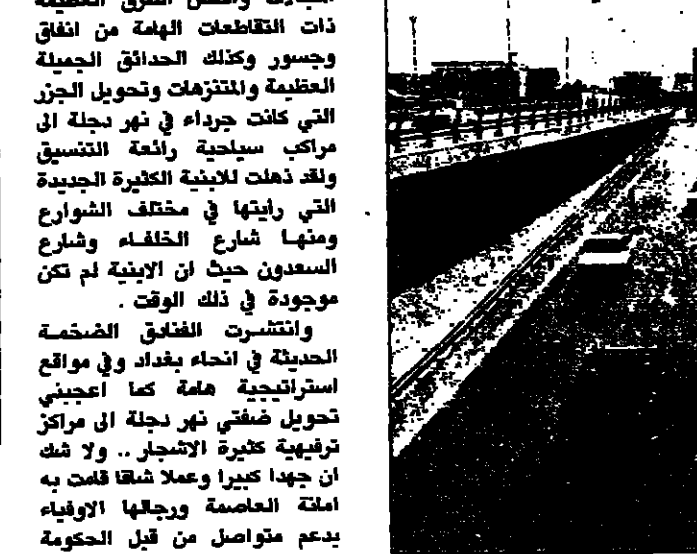 ذات التقاطعات الهامة من انفاق
وجسور وكذلك الحدائق الجميلة
العظيمة والمتنزهات وتحويل الجزر
التي كانت جرداء في نهر دجلة الى
مراكب سياحية رائعة التنسيق
ولقد ذهلت للابنية الكثيرة الجديدة
التي رايتها في مختلف الشوارع
ومنها شارع الخلفاء وشارع
السعدون حيث ان الابنية لم تكن
موجودة في ذلك الوقت .
وانتشرت الفنادق الضخمة
الحديثة في انحاء بغداد وفي مواقع
استراتيجية هامة كما اعجبني
تحويل ضفتي نهر دجلة الى مراكز
ترفيهية كثيرة الاشجار .. ولا شك
ان جهدا كبيرا وعملا شاقا قامت به
امانة العاصمة ورجالها الاوفياء
بدعم متواصل من قبل الحكومة